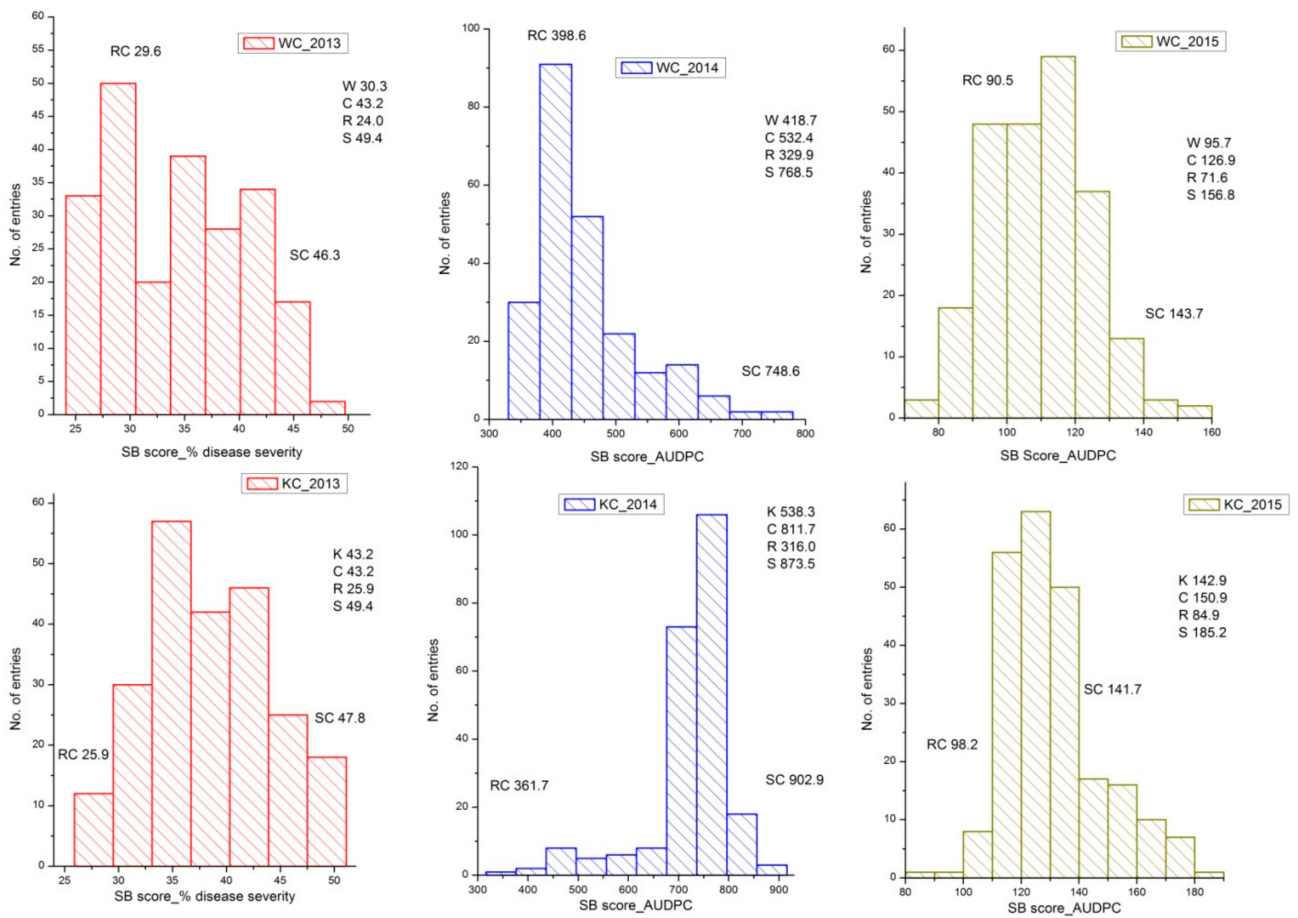 60
50
40
30
20
10
0
No. of entries
RC 29.6
WC_2013
W 30.3
C 43.2
R 24.0
S 49.4
SC 46.3
25 30 35 40 45 50
SB score_% disease severity
100
80
60
40
20
0
No. of entries
RC 398.6
WC_2014
W 418.7
C 532.4
R 329.9
S 768.5
SC 748.6
300 400 500 600 700 800
SB score_AUDPC
60
50
40
30
20
10
0
No. of entries
WC_2015
RC 90.5
W 95.7
C 126.9
R 71.6
S 156.8
SC 143.7
80 100 120 140 160
SB Score_AUDPC
60
50
40
30
20
10
0
No. of entries
KC_2013
K 43.2
C 43.2
R 25.9
S 49.4
SC 47.8
RC 25.9
25 30 35 40 45 50
SB score_% disease severity
120
100
80
60
40
20
0
No. of entries
KC_2014
K 538.3
C 811.7
R 316.0
S 873.5
RC 361.7
SC 902.9
300 400 500 600 700 800 900
SB score_AUDPC
60
50
40
30
20
10
0
No. of entries
KC_2015
K 142.9
C 150.9
R 84.9
S 185.2
SC 141.7
RC 98.2
80 100 120 140 160 180
SB score_AUDPC